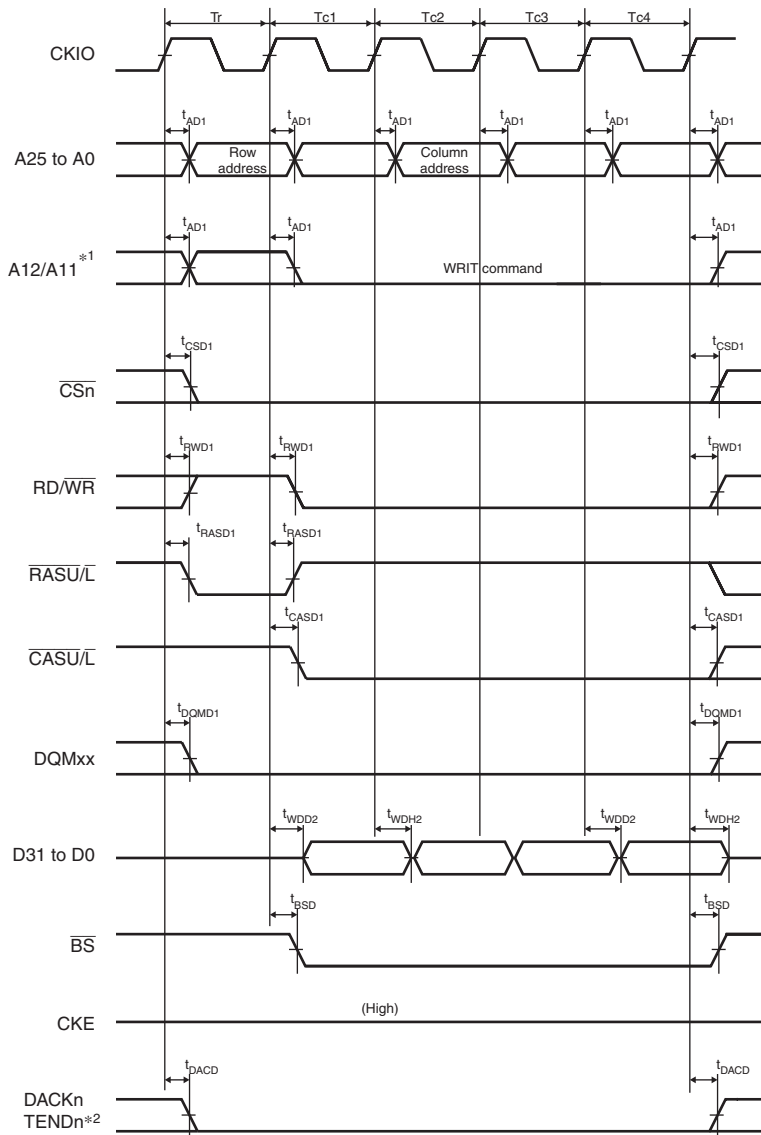 Tr Tc1 Tc2 Tc3 Tc4
CKIO
tAD1 tAD1 tAD1 tAD1 tAD1 tAD1
A25 to A0
Row address
Column address
tAD1 tAD1 tAD1
A12/A11*1
WRIT command
tCSD1 tCSD1
CSn
tRWD1 tRWD1 tRWD1
RD/WR
tRASD1 tRASD1
RASU/L
tCASD1 tCASD1
CASU/L
tDQMD1 tDQMD1
DQMxx
tWDD2 tWDH2 tWDD2 tWDH2
D31 to D0
tBSD tBSD
BS
(High)
CKE
tDACD tDACD
DACKn
TENDn*2